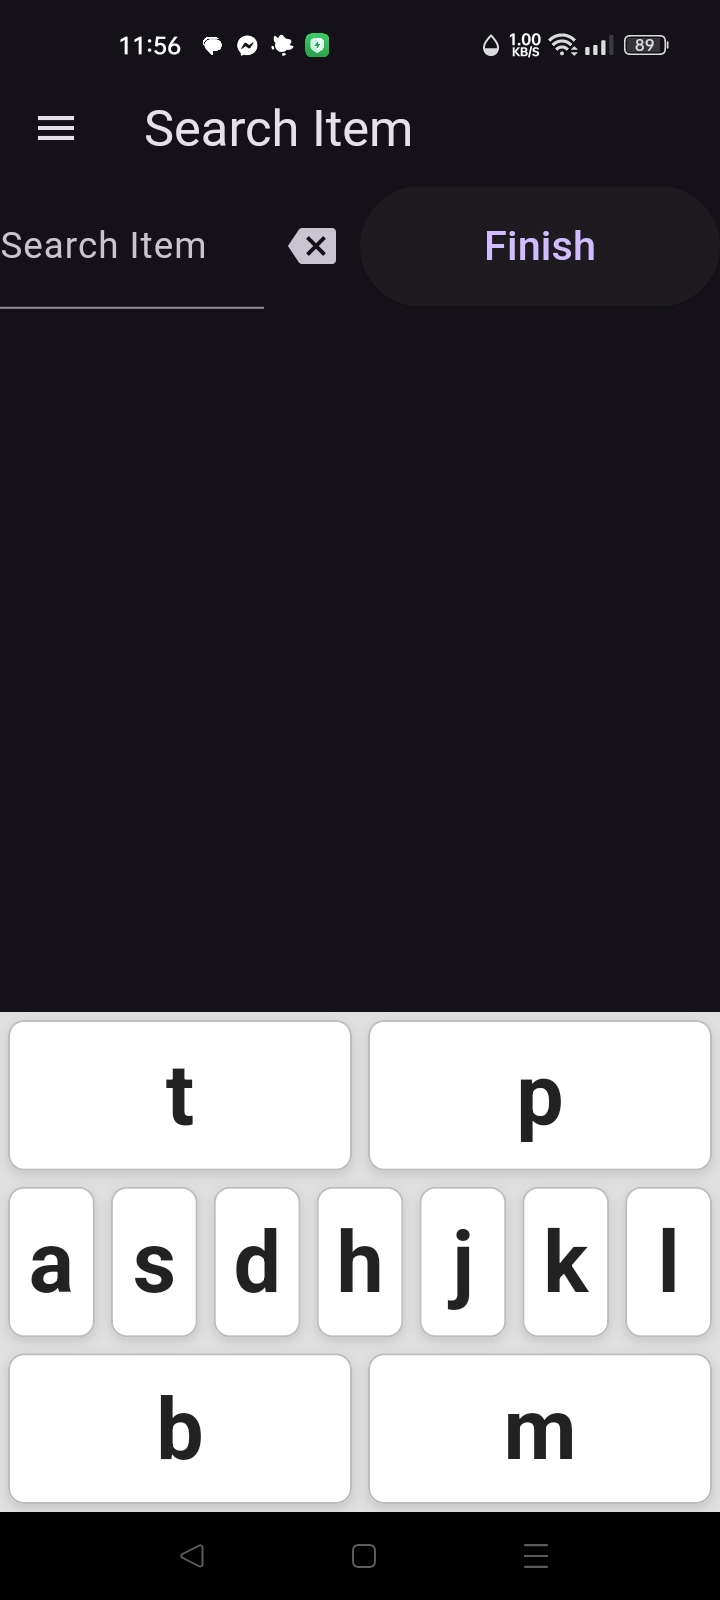 11:56 1.00 KB/S 89
Search Item
Search Item Finish
t p
a s d h j k l
b m